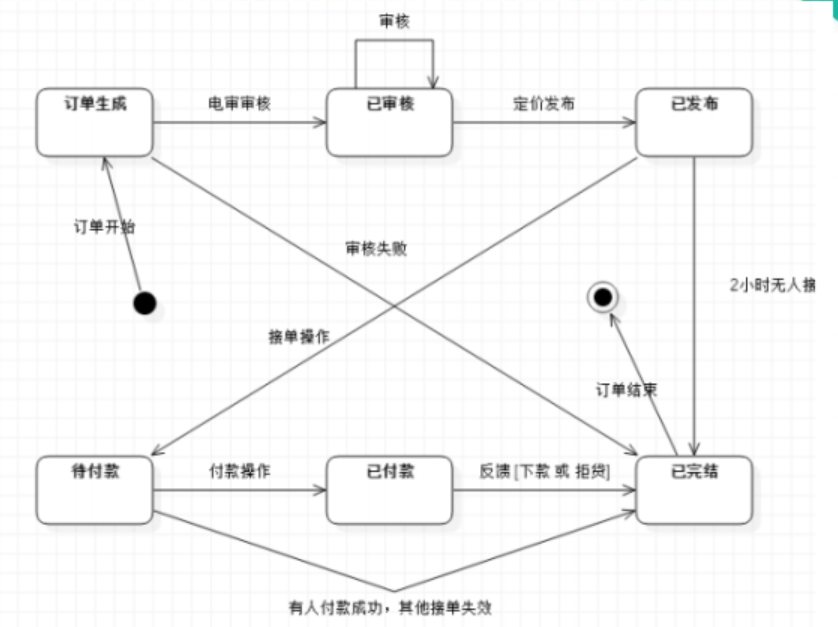 审核
订单生成
电审审核
已审核
定价发布
已发布
订单开始
审核失败
2小时无人接
接单操作
订单结束
待付款
付款操作
已付款
反馈 [下款 或 拒贷]
已完结
有人付款成功，其他接单失效